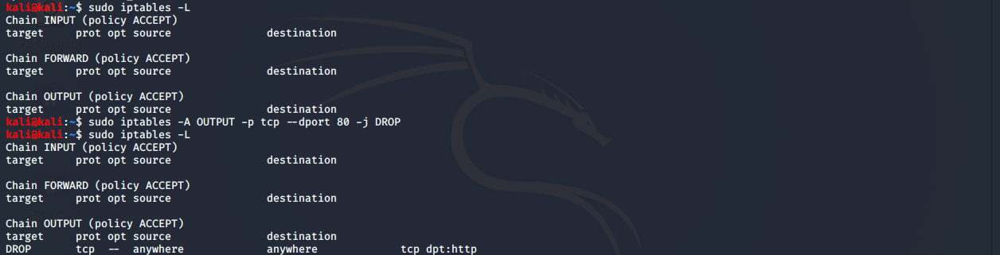 kali@kali:~$ sudo iptables -L
Chain INPUT (policy ACCEPT)
target     prot opt source               destination

Chain FORWARD (policy ACCEPT)
target     prot opt source               destination

Chain OUTPUT (policy ACCEPT)
target     prot opt source               destination
kali@kali:~$ sudo iptables -A OUTPUT -p tcp --dport 80 -j DROP
kali@kali:~$ sudo iptables -L
Chain INPUT (policy ACCEPT)
target     prot opt source               destination

Chain FORWARD (policy ACCEPT)
target     prot opt source               destination

Chain OUTPUT (policy ACCEPT)
target     prot opt source               destination
DROP       tcp  --  anywhere             anywhere             tcp dpt:http